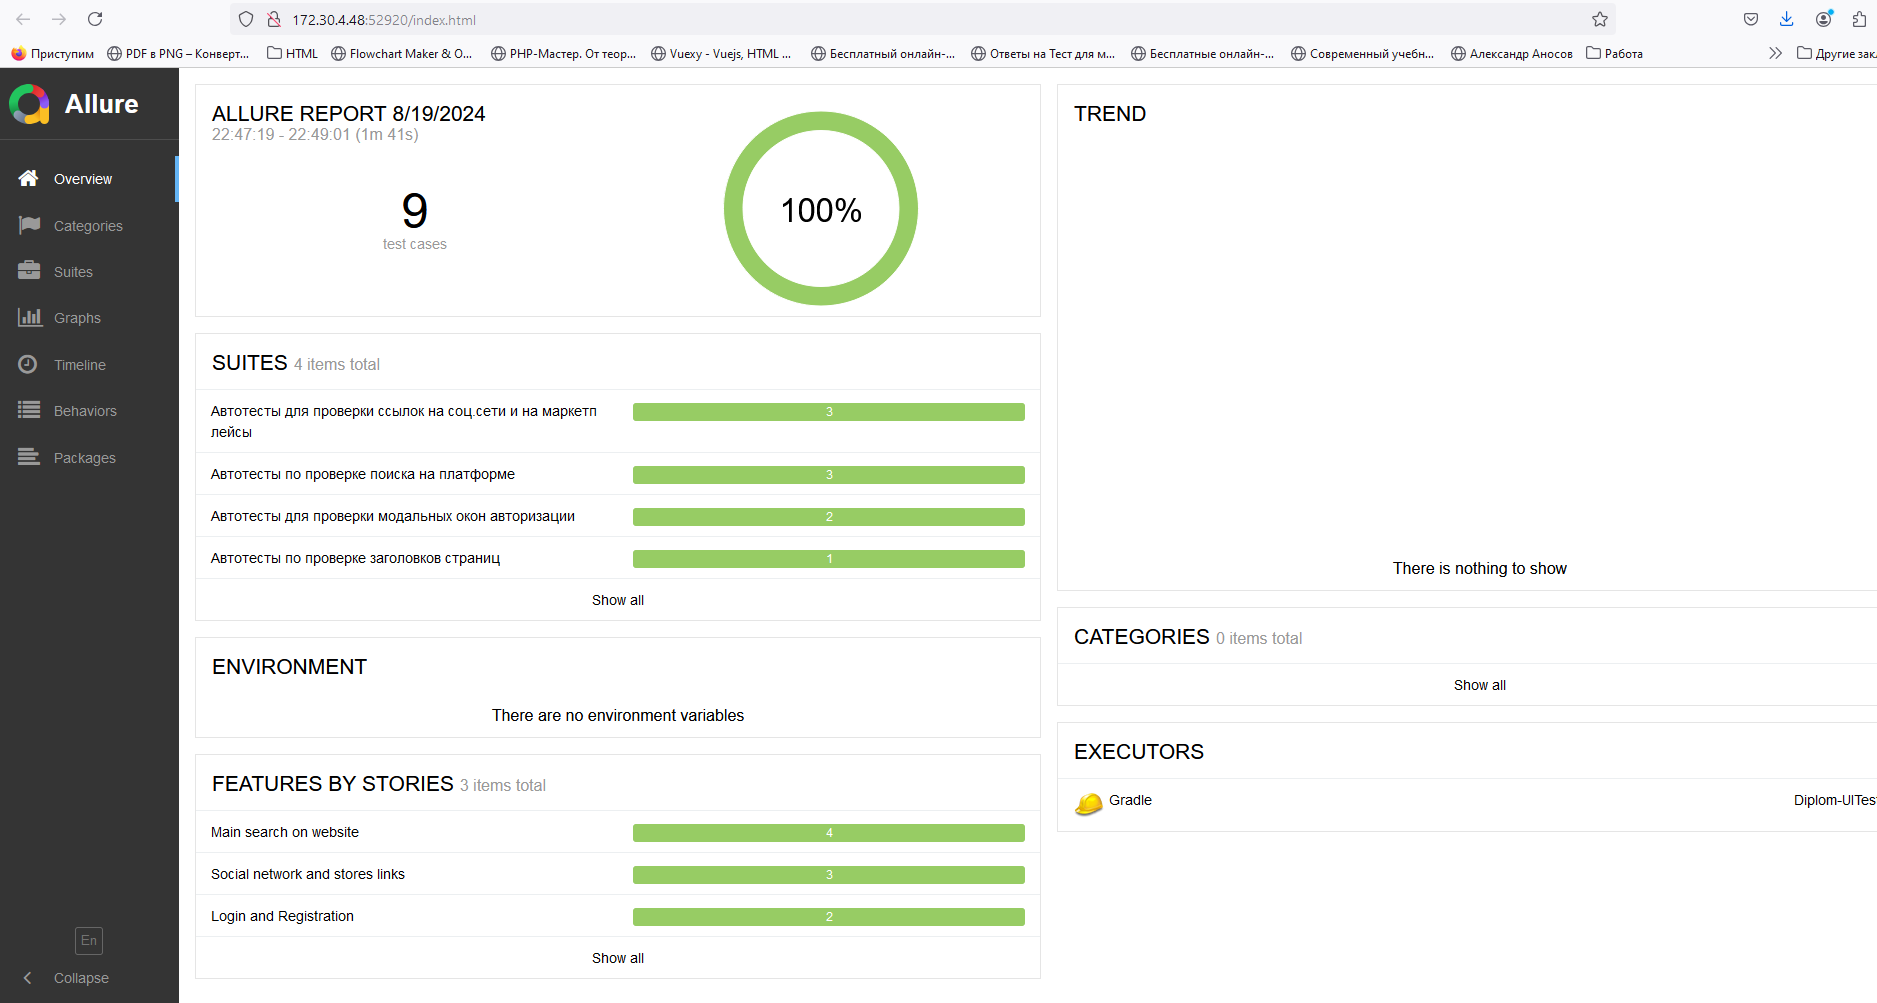 172.30.4.48:52920/index.html
Приступим
PDF в PNG – Конверт...
HTML
Flowchart Maker & O...
PHP-Мастер. От теор...
Vuexy - Vuejs, HTML ...
Бесплатный онлайн-...
Ответы на Тест для м...
Бесплатные онлайн-...
Современный учебн...
Александр Аносов
Работа
Другие зак
Allure
Overview
Categories
Suites
Graphs
Timeline
Behaviors
Packages
En
Collapse
ALLURE REPORT 8/19/2024
22:47:19 - 22:49:01 (1m 41s)
9
test cases
100%
SUITES 4 items total
Автотесты для проверки ссылок на соц.сети и на маркетп
лейсы
3
Автотесты по проверке поиска на платформе
3
Автотесты для проверки модальных окон авторизации
2
Автотесты по проверке заголовков страниц
1
Show all
ENVIRONMENT
There are no environment variables
FEATURES BY STORIES 3 items total
Main search on website
4
Social network and stores links
3
Login and Registration
2
Show all
TREND
There is nothing to show
CATEGORIES 0 items total
Show all
EXECUTORS
Gradle
Diplom-UITes